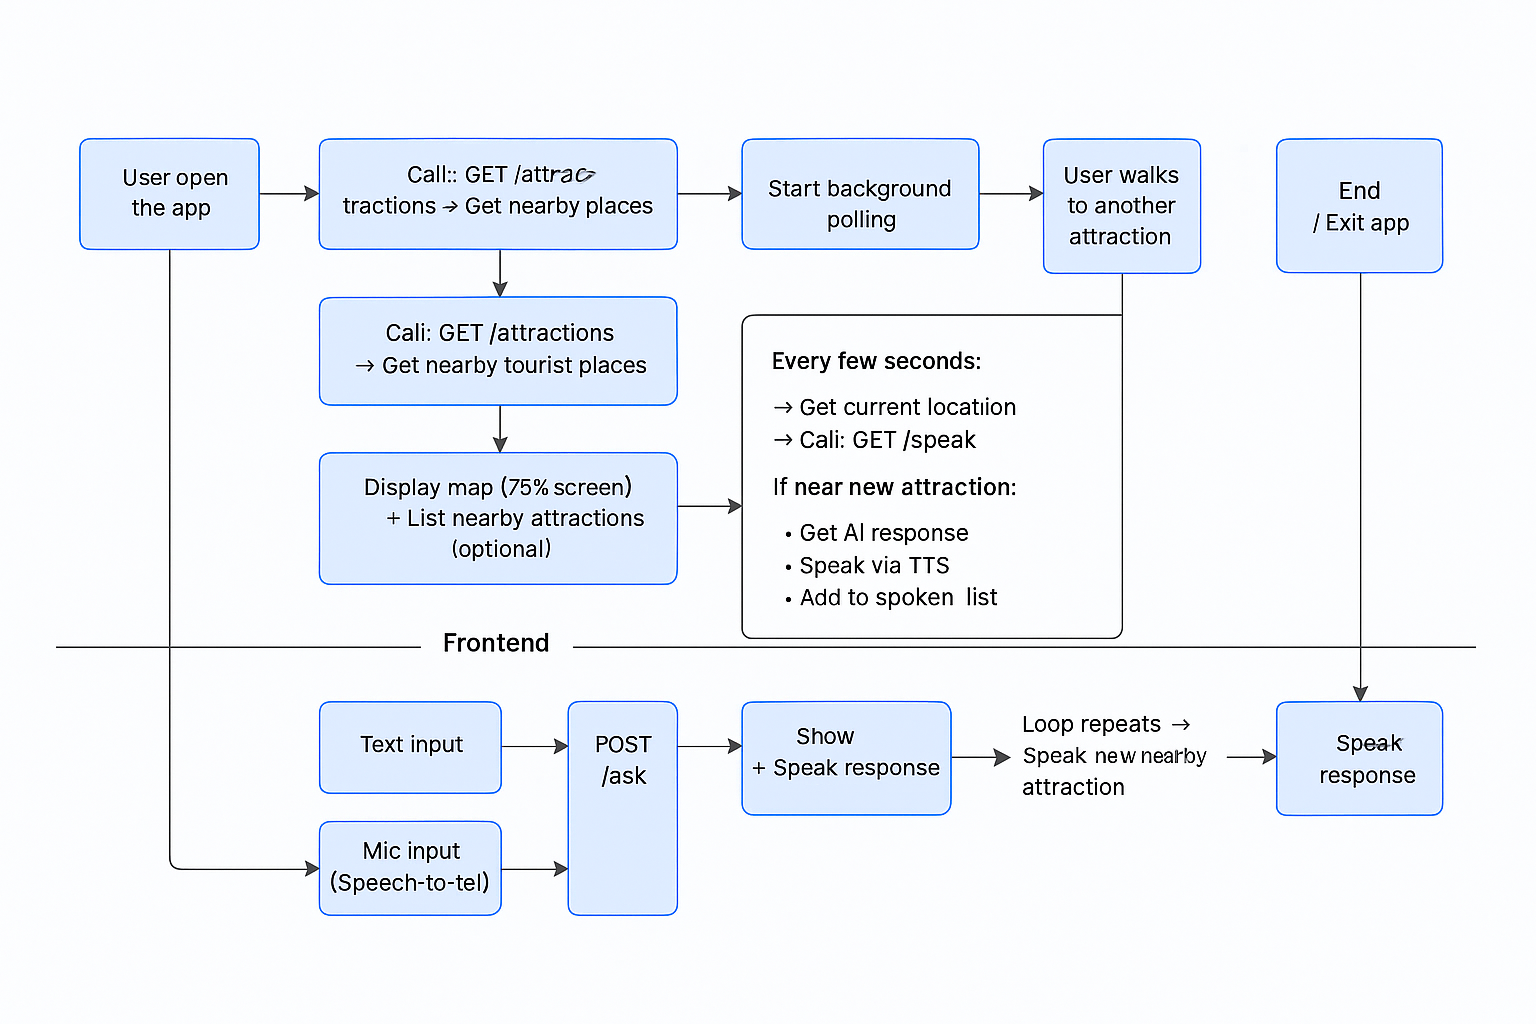 User open
the app
Call:: GET /attrac
tractions → Get nearby places
Start background
polling
User walks
to another
attraction
End
/ Exit app
Cali: GET /attractions
→ Get nearby tourist places
Display map (75% screen)
+ List nearby attractions
(optional)
Every few seconds:
→ Get current locatıion
→ Cali: GET /speak
If near new attraction:
• Get AI response
• Speak via TTS
• Add to spoken list
Frontend
Text input
POST
/ask
Show
+ Speak response
Loop repeats →
Speak new nearby
attraction
Speak
response
Mic input
(Speech-to-tel)